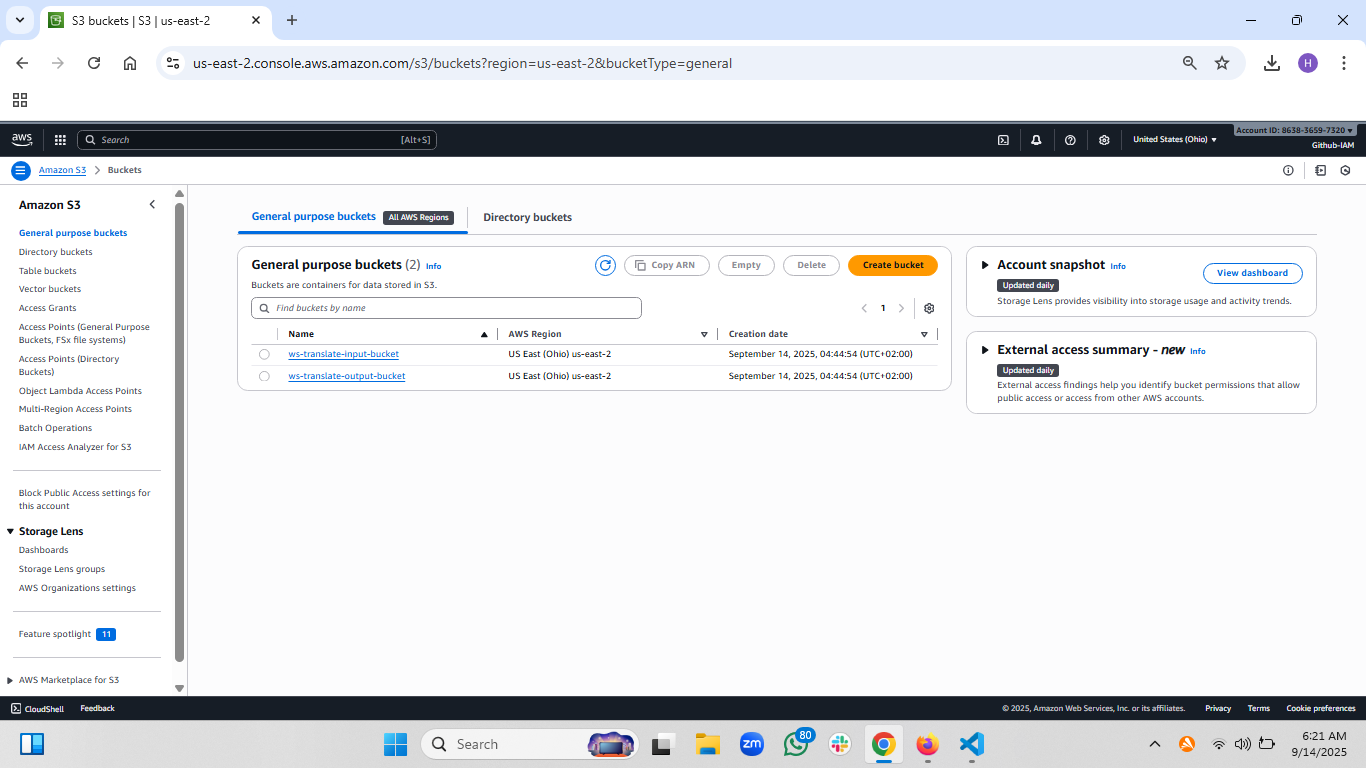 S3 buckets | S3 | us-east-2
us-east-2.console.aws.amazon.com/s3/buckets?region=us-east-2&bucketType=general
H
aws
Search [Alt+S]
United States (Ohio)
Account ID: 8638-3659-7320
Github-IAM
Amazon S3 Buckets
Amazon S3
General purpose buckets
Directory buckets
Table buckets
Vector buckets
Access Grants
Access Points (General Purpose
Buckets, FSx file systems)
Access Points (Directory
Buckets)
Object Lambda Access Points
Multi-Region Access Points
Batch Operations
IAM Access Analyzer for S3
Block Public Access settings for
this account
Storage Lens
Dashboards
Storage Lens groups
AWS Organizations settings
Feature spotlight 11
AWS Marketplace for S3
General purpose buckets All AWS Regions Directory buckets
General purpose buckets (2) Info
Copy ARN Empty Delete Create bucket
Buckets are containers for data stored in S3.
Find buckets by name
1
Name AWS Region Creation date
ws-translate-input-bucket US East (Ohio) us-east-2 September 14, 2025, 04:44:54 (UTC+02:00)
ws-translate-output-bucket US East (Ohio) us-east-2 September 14, 2025, 04:44:54 (UTC+02:00)
Account snapshot Info
Updated daily
View dashboard
Storage Lens provides visibility into storage usage and activity trends.
External access summary - new Info
Updated daily
External access findings help you identify bucket permissions that allow
public access or access from other AWS accounts.
CloudShell Feedback
© 2025, Amazon Web Services, Inc. or its affiliates. Privacy Terms Cookie preferences
Search
zm
80
6:21 AM
9/14/2025